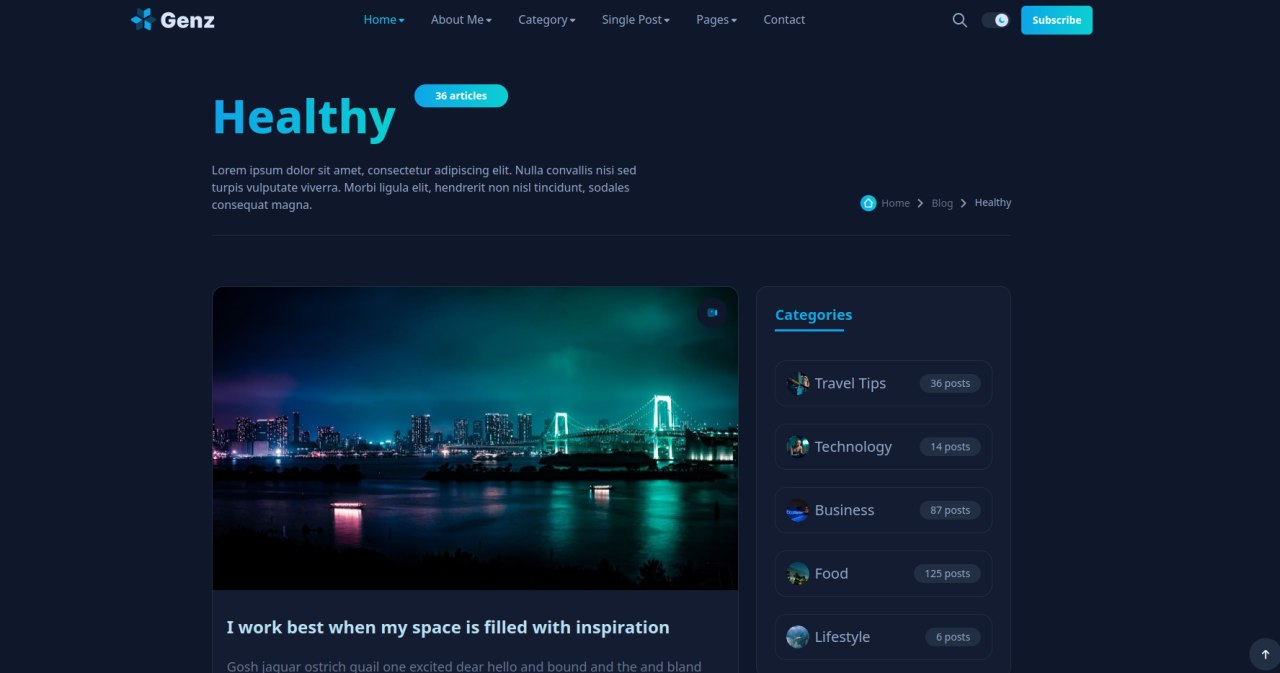 Genz
Home
About Me
Category
Single Post
Pages
Contact
Subscribe
Healthy
36 articles
Lorem ipsum dolor sit amet, consectetur adipiscing elit. Nulla convallis nisi sed
turpis vulputate viverra. Morbi ligula elit, hendrerit non nisl tincidunt, sodales
consequat magna.
Home
Blog
Healthy
Categories
Travel Tips
36 posts
Technology
14 posts
Business
87 posts
Food
125 posts
Lifestyle
6 posts
I work best when my space is filled with inspiration
Gosh jaguar ostrich quail one excited dear hello and bound and the and bland